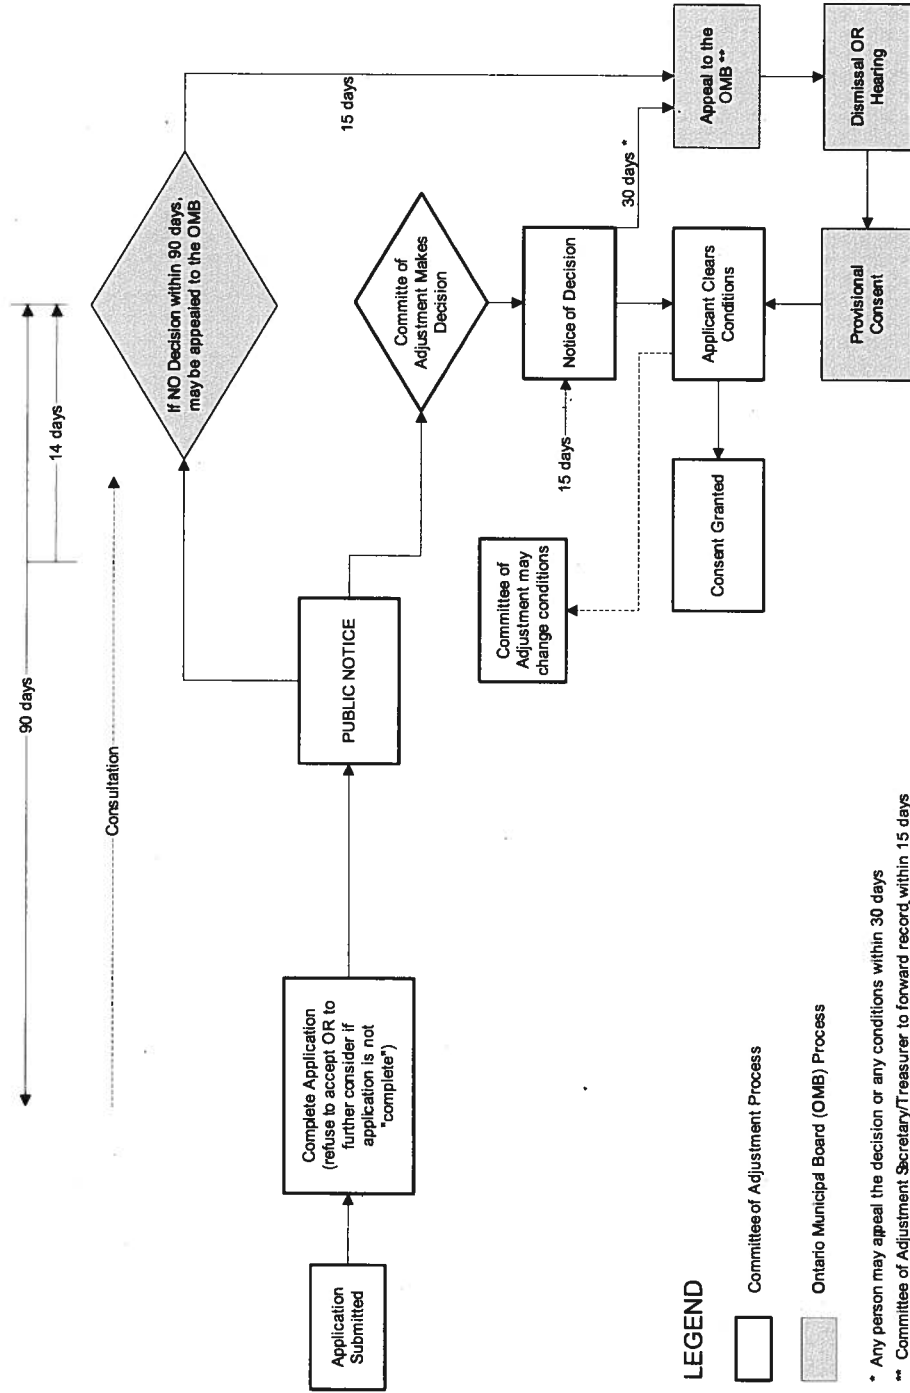 90 days
14 days
Consultation
If NO Decision within 90 days,
may be appealed to the OMB
15 days
Application
Submitted
Complete Application
(refuse to accept OR to
further consider if
application is not
"complete")
PUBLIC NOTICE
Committe of
Adjustment Makes
Decision
Committee of
Adjustment may
change conditions
15 days
Notice of Decision
30 days *
Appeal to the
OMB **
Consent Granted
Applicant Clears
Conditions
Provisional
Consent
Dismissal OR
Hearing
LEGEND
Committee of Adjustment Process
Ontario Municipal Board (OMB) Process
* Any person may appeal the decision or any conditions within 30 days
** Committee of Adjustment Secretary/Treasurer to forward record within 15 days